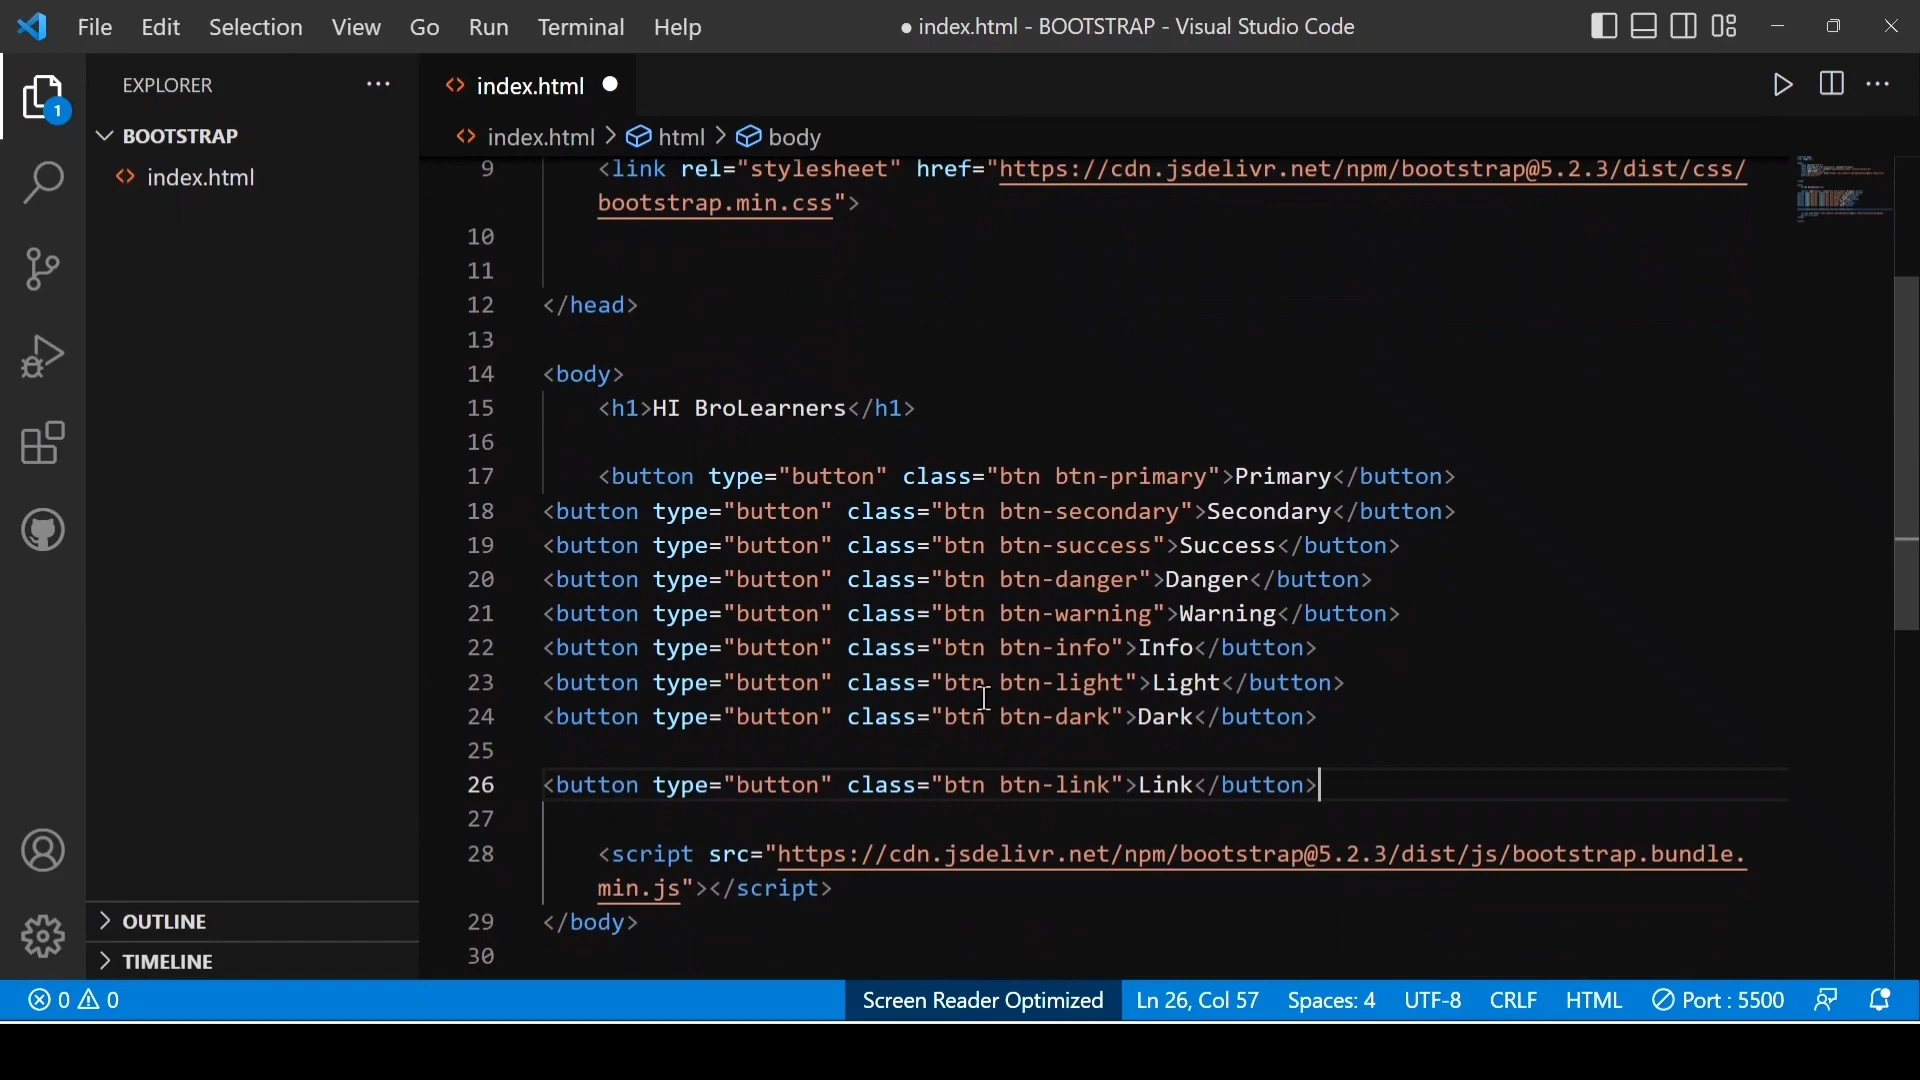 File Edit Selection View Go Run Terminal Help
● index.html - BOOTSTRAP - Visual Studio Code
1
EXPLORER ···
BOOTSTRAP
index.html
OUTLINE
TIMELINE
<> index.html ●
<> index.html > html > body
9 <link rel="stylesheet" href="https://cdn.jsdelivr.net/npm/bootstrap@5.2.3/dist/css/
bootstrap.min.css">
10
11
12 </head>
13
14 <body>
15 <h1>HI BroLearners</h1>
16
17 <button type="button" class="btn btn-primary">Primary</button>
18 <button type="button" class="btn btn-secondary">Secondary</button>
19 <button type="button" class="btn btn-success">Success</button>
20 <button type="button" class="btn btn-danger">Danger</button>
21 <button type="button" class="btn btn-warning">Warning</button>
22 <button type="button" class="btn btn-info">Info</button>
23 <button type="button" class="btn btn-light">Light</button>
24 <button type="button" class="btn btn-dark">Dark</button>
25
26 <button type="button" class="btn btn-link">Link</button>
27
28 <script src="https://cdn.jsdelivr.net/npm/bootstrap@5.2.3/dist/js/bootstrap.bundle.
min.js"></script>
29 </body>
30
0 0 Screen Reader Optimized Ln 26, Col 57 Spaces: 4 UTF-8 CRLF HTML Port : 5500